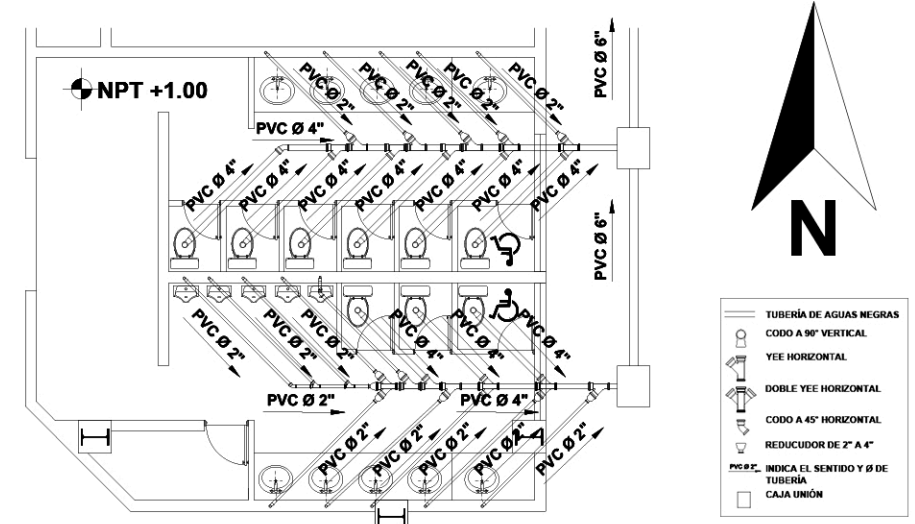 PVC Ø 6"
NPT +1.00
PVC Ø 2"
PVC Ø 2"
PVC Ø 2"
PVC Ø 2"
PVC Ø 2"
PVC Ø 4"
PVC Ø 4"
PVC Ø 4"
PVC Ø 4"
PVC Ø 4"
PVC Ø 4"
PVC Ø 4"
PVC Ø 4"
PVC Ø 6"
N
PVC Ø 2"
PVC Ø 2"
PVC Ø 2"
PVC Ø 4"
PVC Ø 4"
PVC Ø 4"
PVC Ø 2"
PVC Ø 4"
PVC Ø 2"
PVC Ø 2"
PVC Ø 2"
PVC Ø 2"
PVC Ø 2"
TUBERÍA DE AGUAS NEGRAS
CODO A 90° VERTICAL
YEE HORIZONTAL
DOBLE YEE HORIZONTAL
CODO A 45° HORIZONTAL
REDUCUDOR DE 2" A 4"
PVC Ø 2" INDICA EL SENTIDO Y Ø DE
TUBERÍA
CAJA UNIÓN